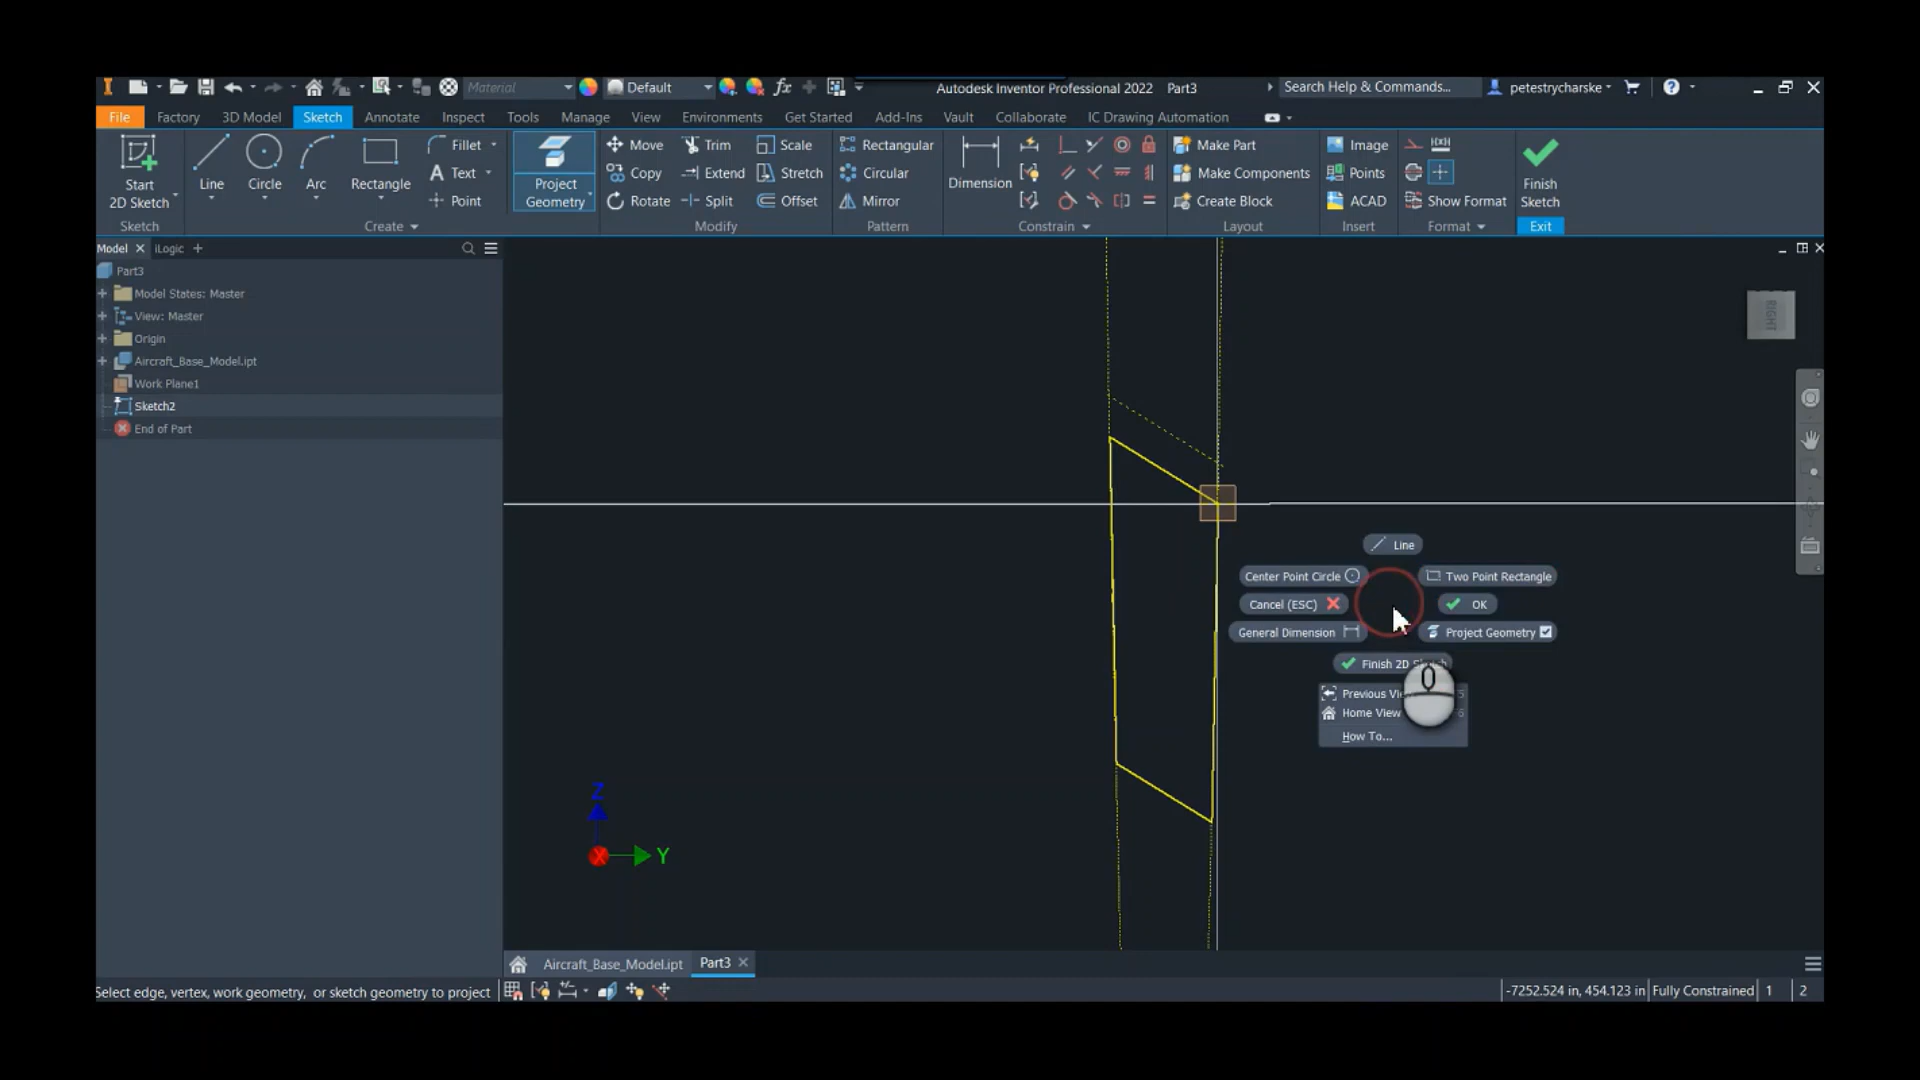 Material Default Autodesk Inventor Professional 2022 Part3 Search Help & Commands... petestrycharske
File Factory 3D Model Sketch Annotate Inspect Tools Manage View Environments Get Started Add-Ins Vault Collaborate IC Drawing Automation
Start 2D Sketch
Line
Circle
Arc
Rectangle
Fillet
Text
Point
Project Geometry
Move Trim Scale
Copy Extend Stretch
Rotate Split Offset
Rectangular
Circular
Mirror
Dimension
Make Part
Make Components
Create Block
Image
Points
ACAD
Show Format
Finish Sketch
Sketch Create Modify Pattern Constrain Layout Insert Format Exit
Model iLogic +
Part3
Model States: Master
View: Master
Origin
Aircraft_Base_Model.ipt
Work Plane1
Sketch2
End of Part
RIGHT
Line
Center Point Circle Two Point Rectangle
Cancel (ESC) OK
General Dimension Project Geometry
Finish 2D
Previous
Home View
How To...
Z
X
Y
Aircraft_Base_Model.ipt Part3
Select edge, vertex, work geometry, or sketch geometry to project
-7252.524 in, 454.123 in Fully Constrained 1 2